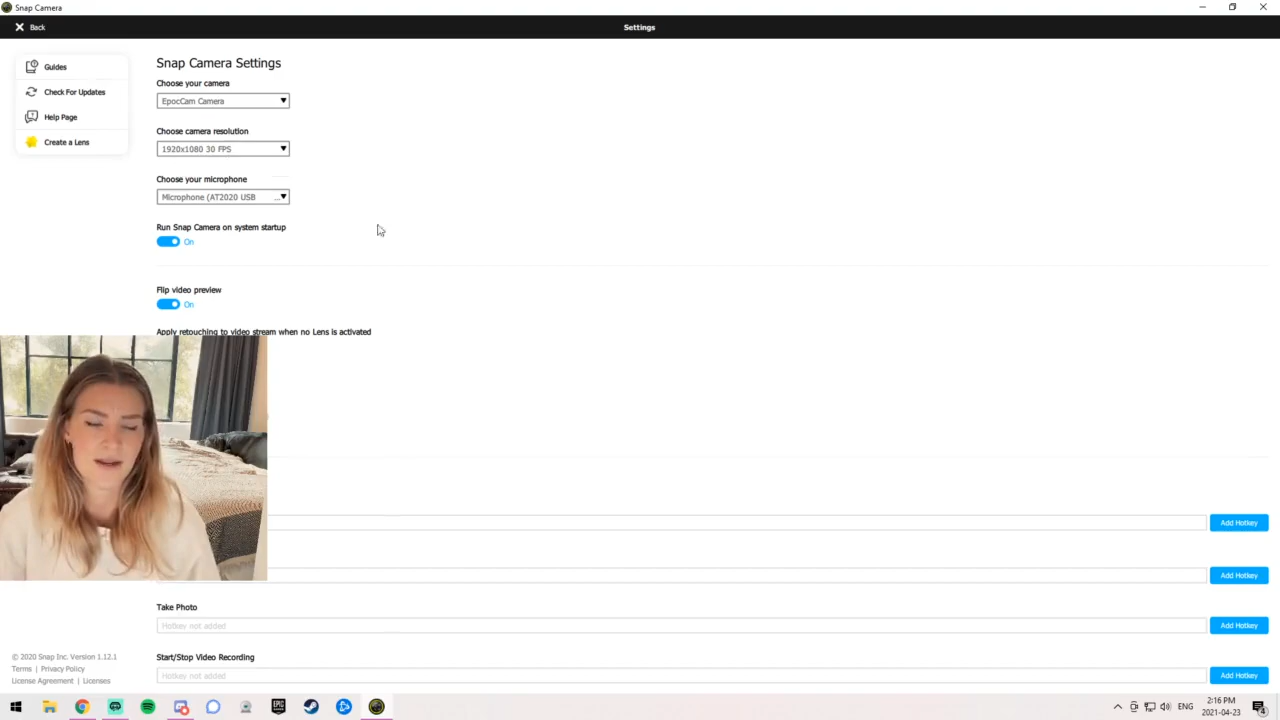 Snap Camera
Back
Settings
Guides
Check For Updates
Help Page
Create a Lens
Snap Camera Settings
Choose your camera
EpocCam Camera
Choose camera resolution
1920x1080 30 FPS
Choose your microphone
Microphone (AT2020 USB ...
Run Snap Camera on system startup
On
Flip video preview
On
Apply retouching to video stream when no Lens is activated
Add Hotkey
Add Hotkey
Take Photo
Hotkey not added
Add Hotkey
Start/Stop Video Recording
Hotkey not added
Add Hotkey
© 2020 Snap Inc. Version 1.12.1
Terms | Privacy Policy
License Agreement | Licenses
EPIC
ENG
2:16 PM
2021-04-23
4